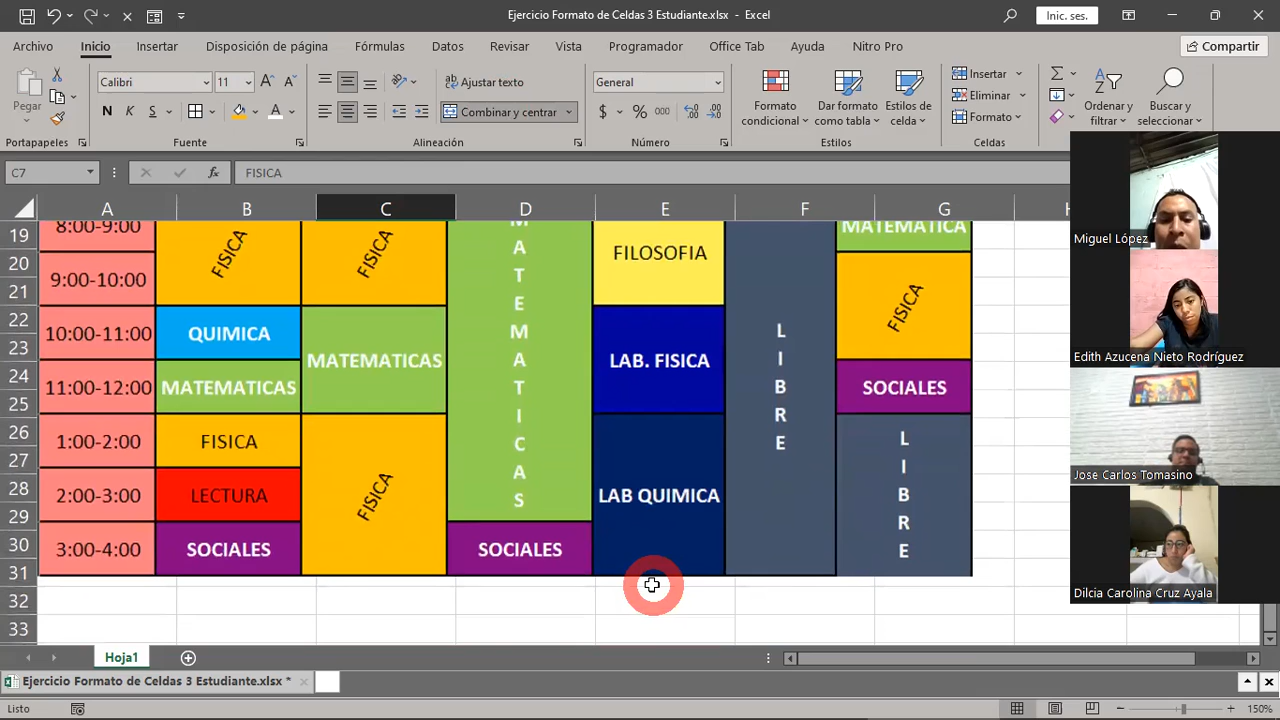 Ejercicio Formato de Celdas 3 Estudiante.xlsx - Excel
Inic. ses.
Archivo Inicio Insertar Disposición de página Fórmulas Datos Revisar Vista Programador Office Tab Ayuda Nitro Pro Compartir
Pegar
Calibri 11
N K S
Ajustar texto
Combinar y centrar
General
$ % 000
Formato condicional
Dar formato como tabla
Estilos de celda
Insertar
Eliminar
Formato
Ordenar y filtrar
Buscar y seleccionar
Portapapeles Fuente Alineación Número Estilos Celdas
C7 fx FISICA
A B C D E F G
19 8:00-9:00 FISICA FISICA MATEMATICAS FILOSOFIA LIBRE MATEMATICA
20
21 9:00-10:00 FISICA
22 10:00-11:00 QUIMICA MATEMATICAS LAB. FISICA
23
24 11:00-12:00 MATEMATICAS SOCIALES
25
26 1:00-2:00 FISICA FISICA LAB QUIMICA LIBRE
27
28 2:00-3:00 LECTURA
29
30 3:00-4:00 SOCIALES SOCIALES
31
32
33
Miguel López
Edith Azucena Nieto Rodríguez
Jose Carlos Tomasino
Dilcia Carolina Cruz Ayala
Hoja1
Ejercicio Formato de Celdas 3 Estudiante.xlsx *
Listo
150%